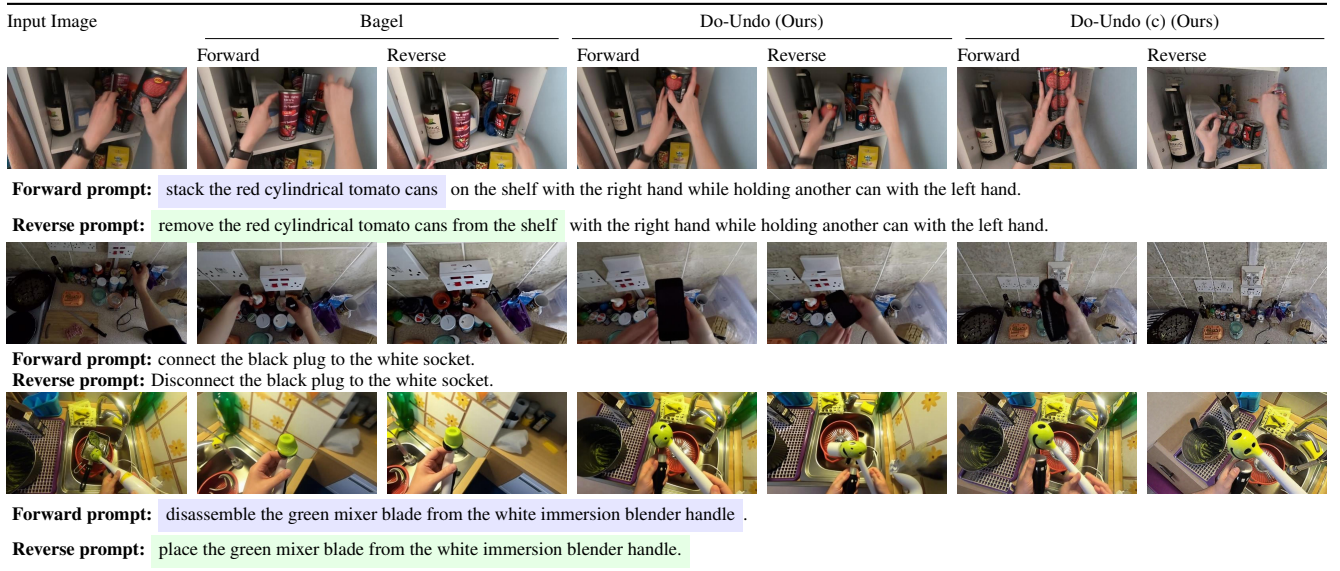 Input Image Bagel Do-Undo (Ours) Do-Undo (c) (Ours)
Forward Reverse Forward Reverse Forward Reverse
Forward prompt: stack the red cylindrical tomato cans on the shelf with the right hand while holding another can with the left hand.
Reverse prompt: remove the red cylindrical tomato cans from the shelf with the right hand while holding another can with the left hand.
Forward prompt: connect the black plug to the white socket.
Reverse prompt: Disconnect the black plug to the white socket.
Forward prompt: disassemble the green mixer blade from the white immersion blender handle .
Reverse prompt: place the green mixer blade from the white immersion blender handle.